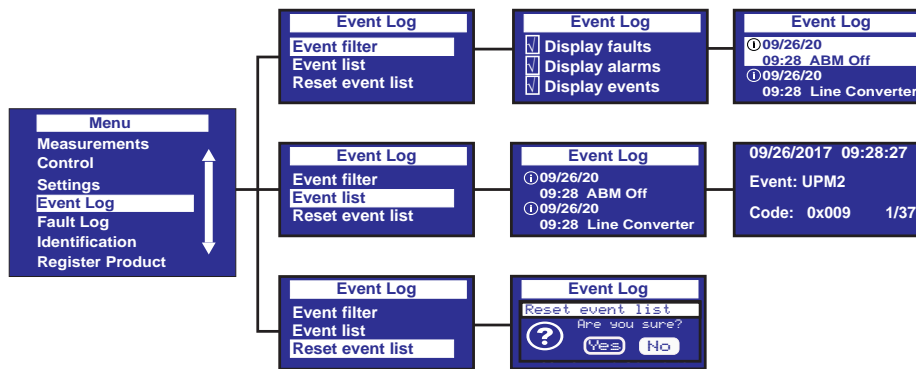 Menu
Measurements
Control
Settings
Event Log
Fault Log
Identification
Register Product
Event Log
Event filter
Event list
Reset event list
Event Log
√ Display faults
√ Display alarms
√ Display events
Event Log
i 09/26/20
09:28 ABM Off
i 09/26/20
09:28 Line Converter
Event Log
Event filter
Event list
Reset event list
Event Log
i 09/26/20
09:28 ABM Off
i 09/26/20
09:28 Line Converter
09/26/2017 09:28:27
Event: UPM2
Code: 0x009 1/37
Event Log
Event filter
Event list
Reset event list
Event Log
Reset event list
? Are you sure?
Yes No